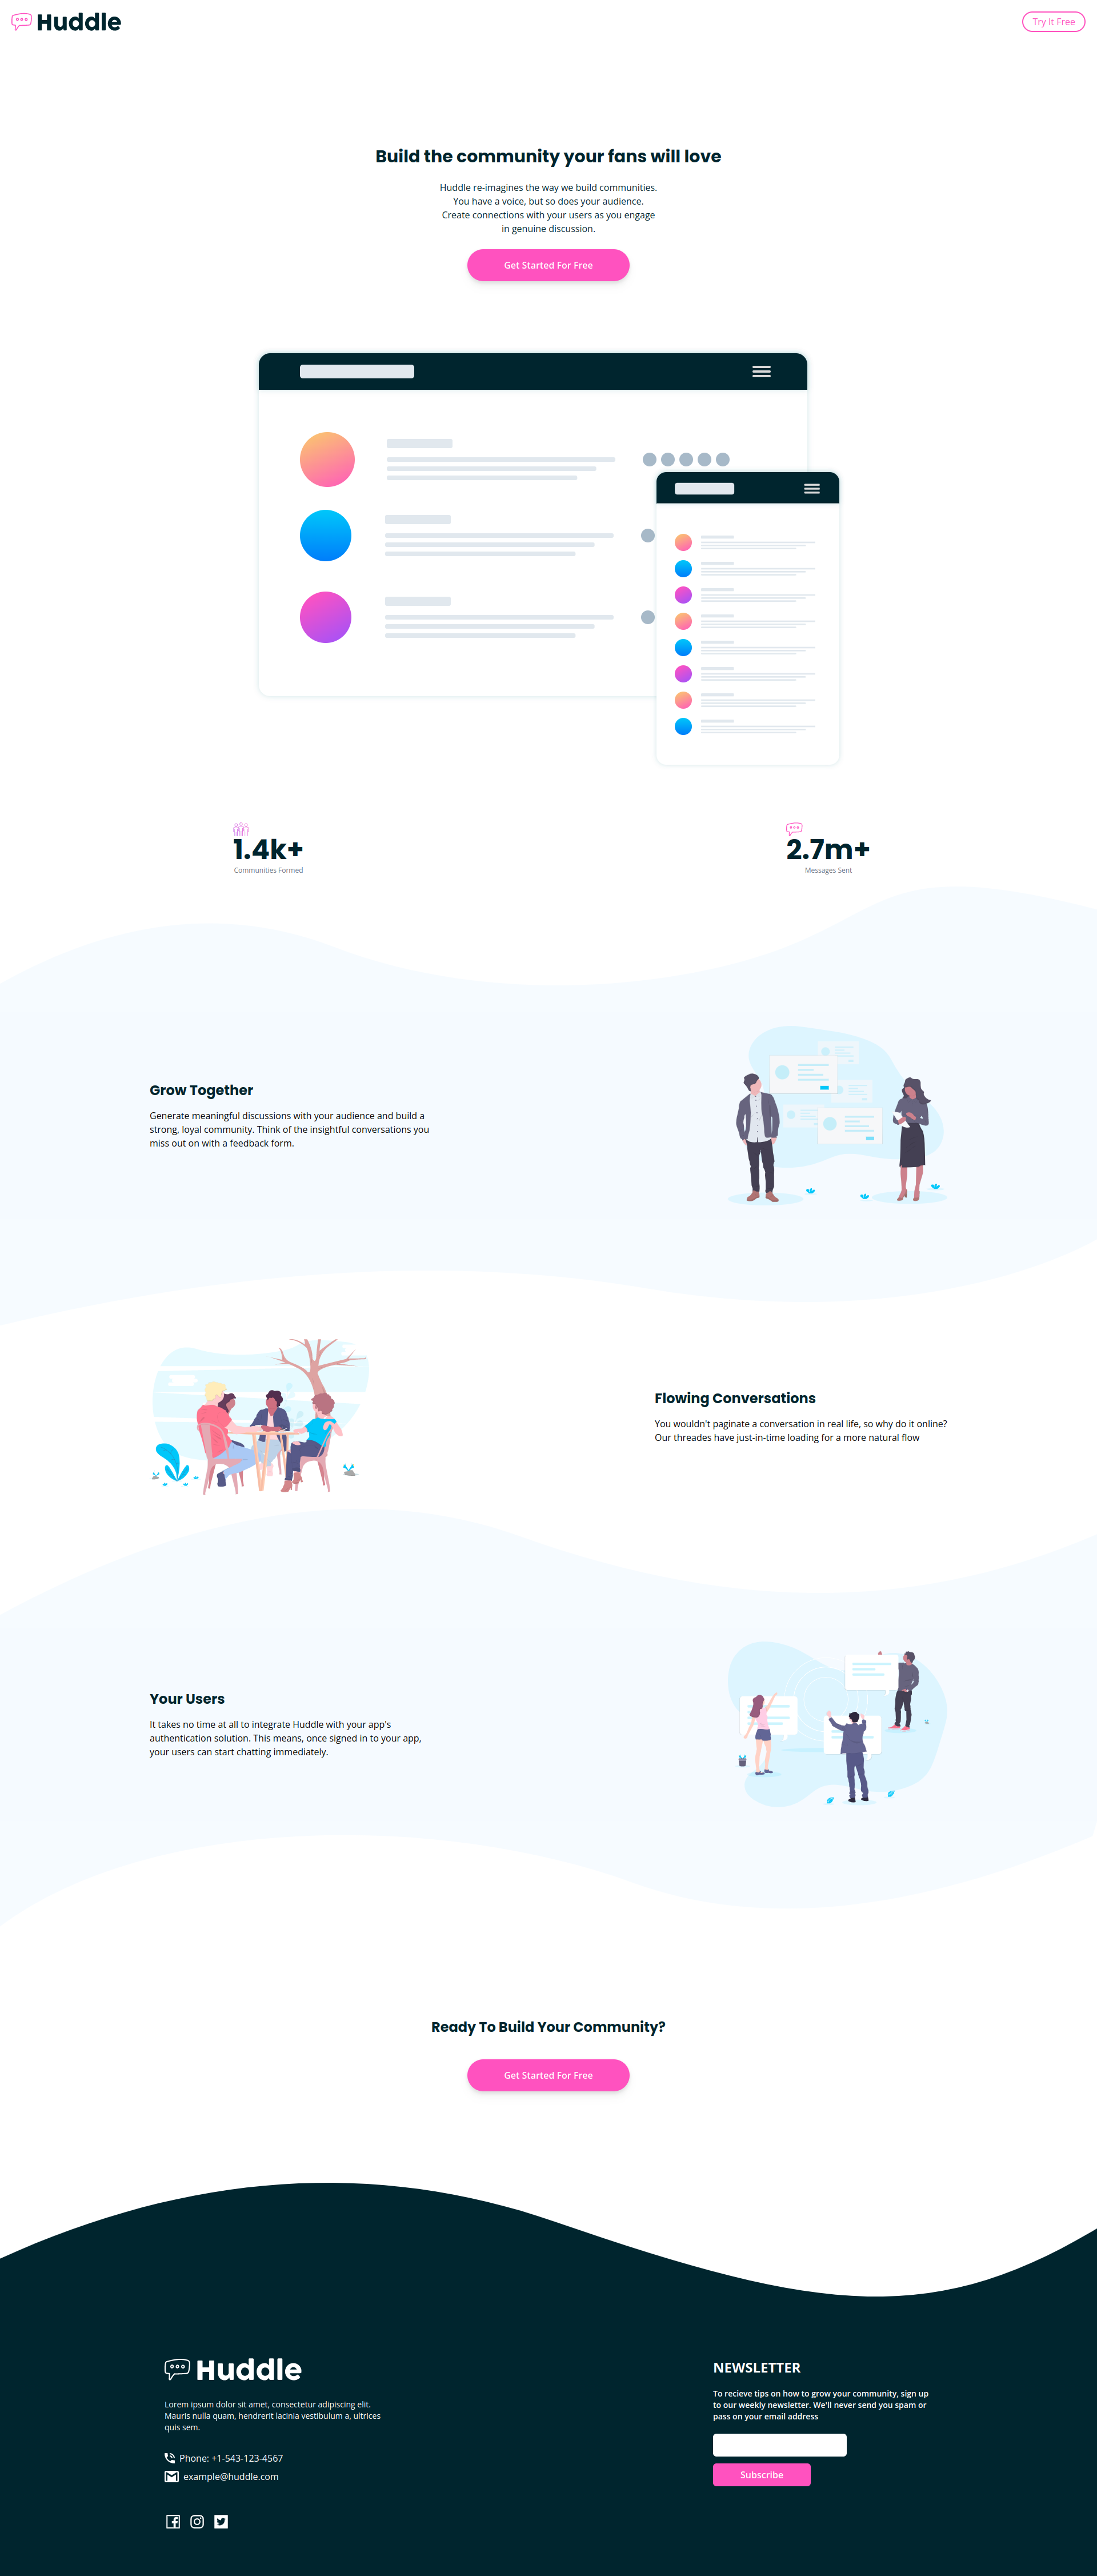 Huddle
Try It Free
Build the community your fans will love
Huddle re-imagines the way we build communities.
You have a voice, but so does your audience.
Create connections with your users as you engage
in genuine discussion.
Get Started For Free
1.4k+
Communities Formed
2.7m+
Messages Sent
Grow Together
Generate meaningful discussions with your audience and build a
strong, loyal community. Think of the insightful conversations you
miss out on with a feedback form.
Flowing Conversations
You wouldn't paginate a conversation in real life, so why do it online?
Our threades have just-in-time loading for a more natural flow
Your Users
It takes no time at all to integrate Huddle with your app's
authentication solution. This means, once signed in to your app,
your users can start chatting immediately.
Ready To Build Your Community?
Get Started For Free
Huddle
Lorem ipsum dolor sit amet, consectetur adipiscing elit.
Mauris nulla quam, hendrerit lacinia vestibulum a, ultrices
quis sem.
Phone: +1-543-123-4567
example@huddle.com
NEWSLETTER
To recieve tips on how to grow your community, sign up
to our weekly newsletter. We'll never send you spam or
pass on your email address
Subscribe